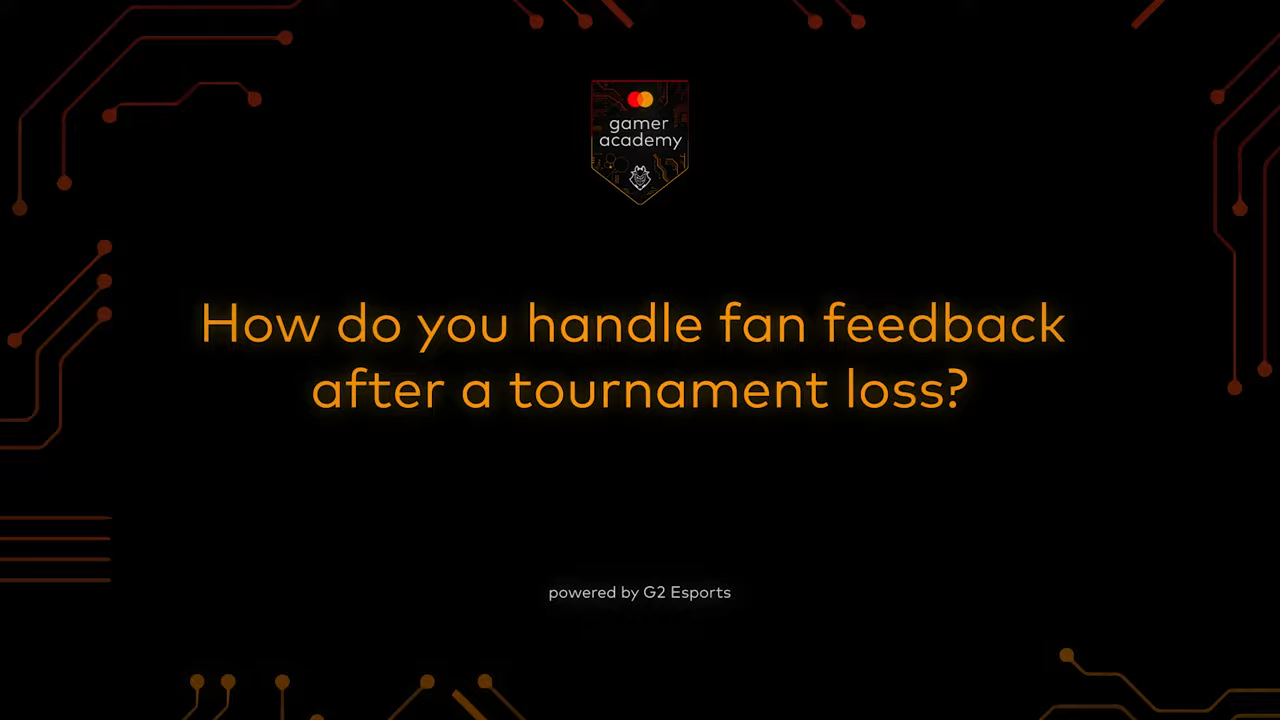 gamer
academy
How do you handle fan feedback
after a tournament loss?
powered by G2 Esports